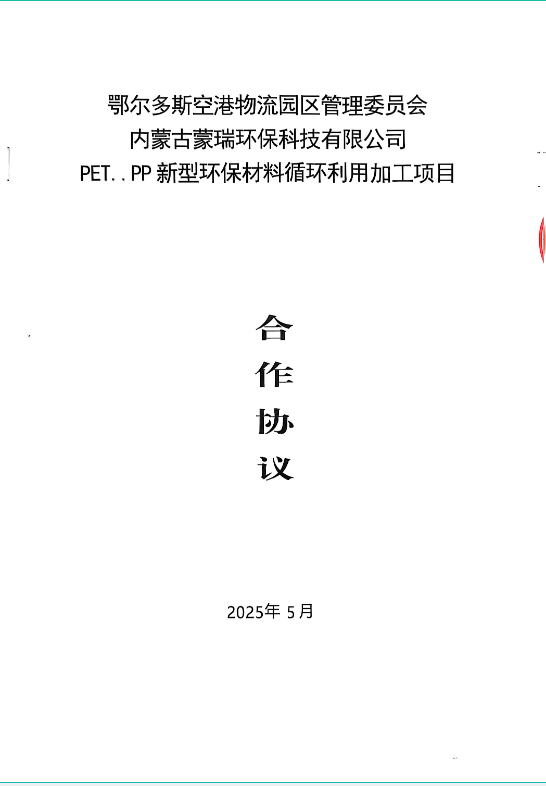 鄂尔多斯空港物流园区管理委员会
内蒙古蒙瑞环保科技有限公司
PET..PP新型环保材料循环利用加工项目
合
作
协
议
2025年5月